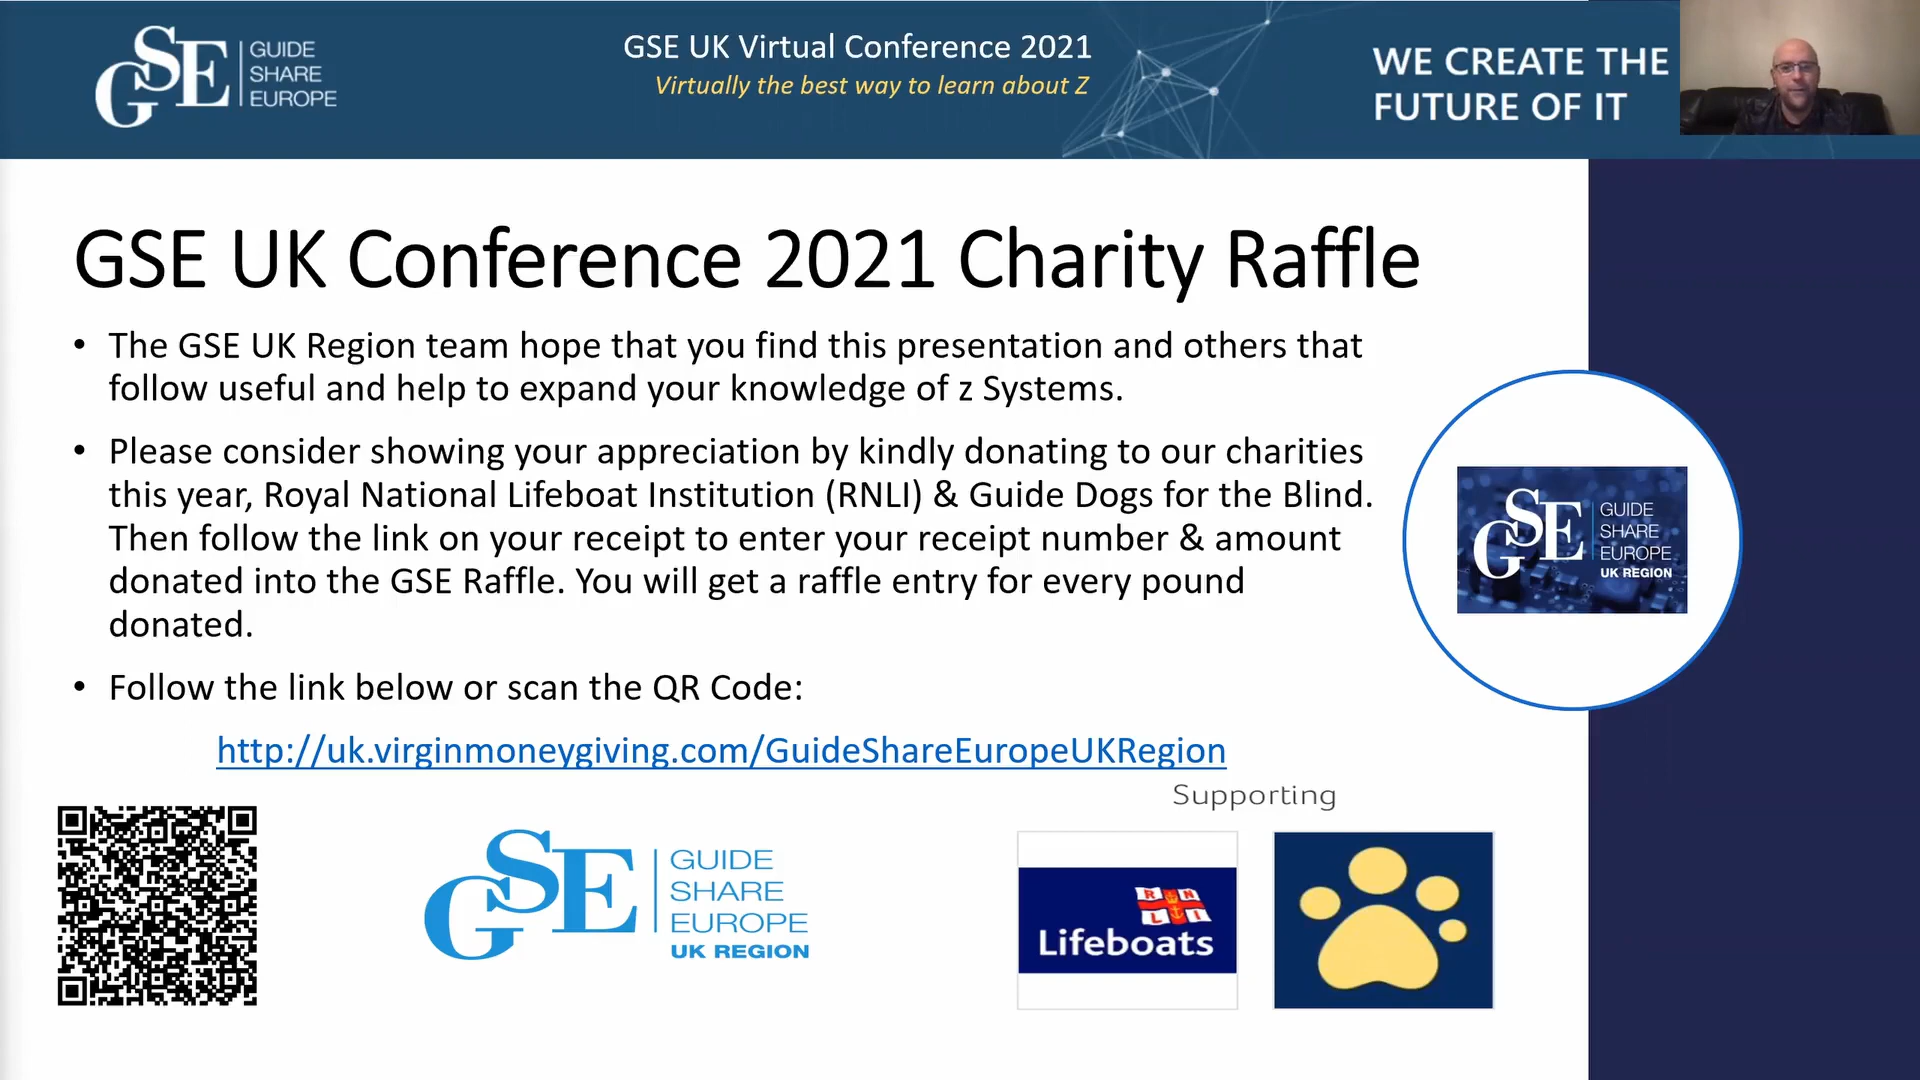 GSE GUIDE
SHARE
EUROPE
GSE UK Virtual Conference 2021
Virtually the best way to learn about Z
WE CREATE THE
FUTURE OF IT
GSE UK Conference 2021 Charity Raffle
• The GSE UK Region team hope that you find this presentation and others that
follow useful and help to expand your knowledge of z Systems.
• Please consider showing your appreciation by kindly donating to our charities
this year, Royal National Lifeboat Institution (RNLI) & Guide Dogs for the Blind.
Then follow the link on your receipt to enter your receipt number & amount
donated into the GSE Raffle. You will get a raffle entry for every pound
donated.
• Follow the link below or scan the QR Code:
http://uk.virginmoneygiving.com/GuideShareEuropeUKRegion
GSE GUIDE
SHARE
EUROPE
UK REGION
GSE GUIDE
SHARE
EUROPE
UK REGION
Supporting
RN
LI
Lifeboats